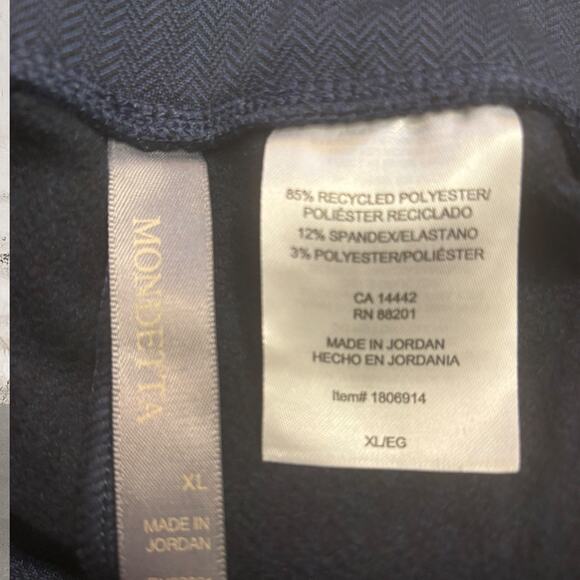 MONDETTA
XL
MADE IN
JORDAN
85% RECYCLED POLYESTER/
POLIÉSTER RECICLADO
12% SPANDEX/ELASTANO
3% POLYESTER/POLIÉSTER
CA 14442
RN 88201
MADE IN JORDAN
HECHO EN JORDANIA
Item# 1806914
XL/EG